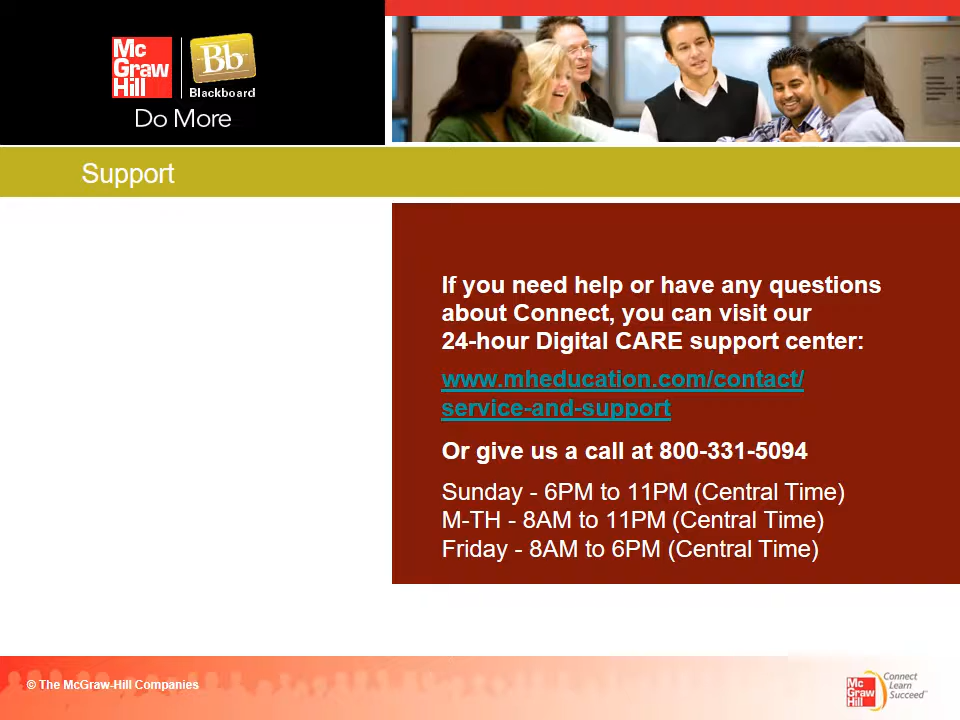 Mc
Graw
Hill
Bb
Blackboard
Do More
Support
If you need help or have any questions
about Connect, you can visit our
24-hour Digital CARE support center:
www.mheducation.com/contact/
service-and-support
Or give us a call at 800-331-5094
Sunday - 6PM to 11PM (Central Time)
M-TH - 8AM to 11PM (Central Time)
Friday - 8AM to 6PM (Central Time)
© The McGraw-Hill Companies
Mc
Graw
Hill
Connect
Learn
Succeed™